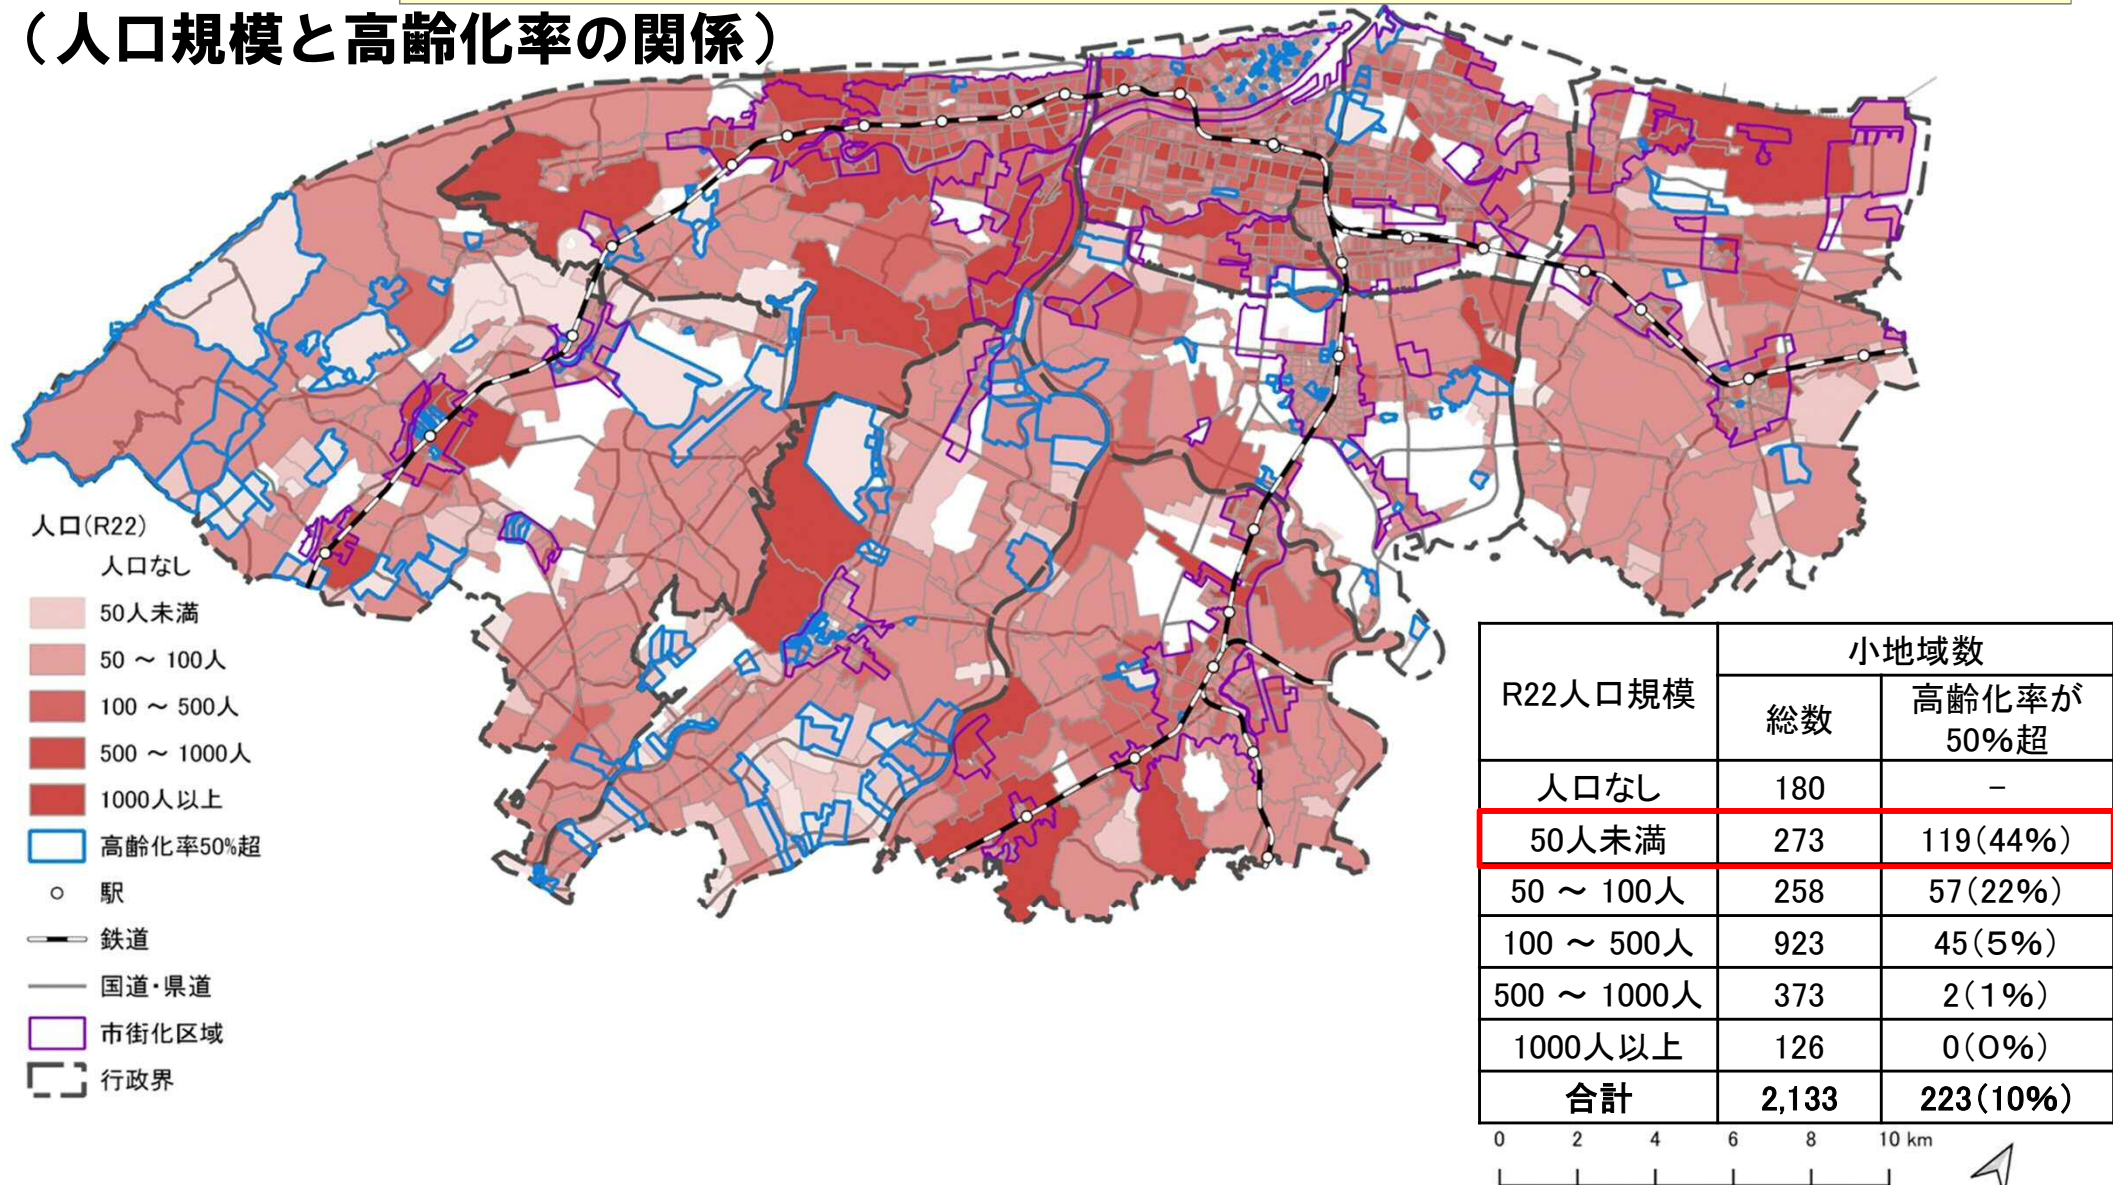 （人口規模と高齢化率の関係）
人口(R22)
人口なし
50人未満
50 ～ 100人
100 ～ 500人
500 ～ 1000人
1000人以上
高齢化率50%超
駅
鉄道
国道・県道
市街化区域
行政界
R22人口規模
小地域数
総数
高齢化率が
50%超
人口なし 180 －
50人未満 273 119(44%)
50 ～ 100人 258 57(22%)
100 ～ 500人 923 45(5%)
500 ～ 1000人 373 2(1%)
1000人以上 126 0(0%)
合計 2,133 223(10%)
0 2 4 6 8 10 km